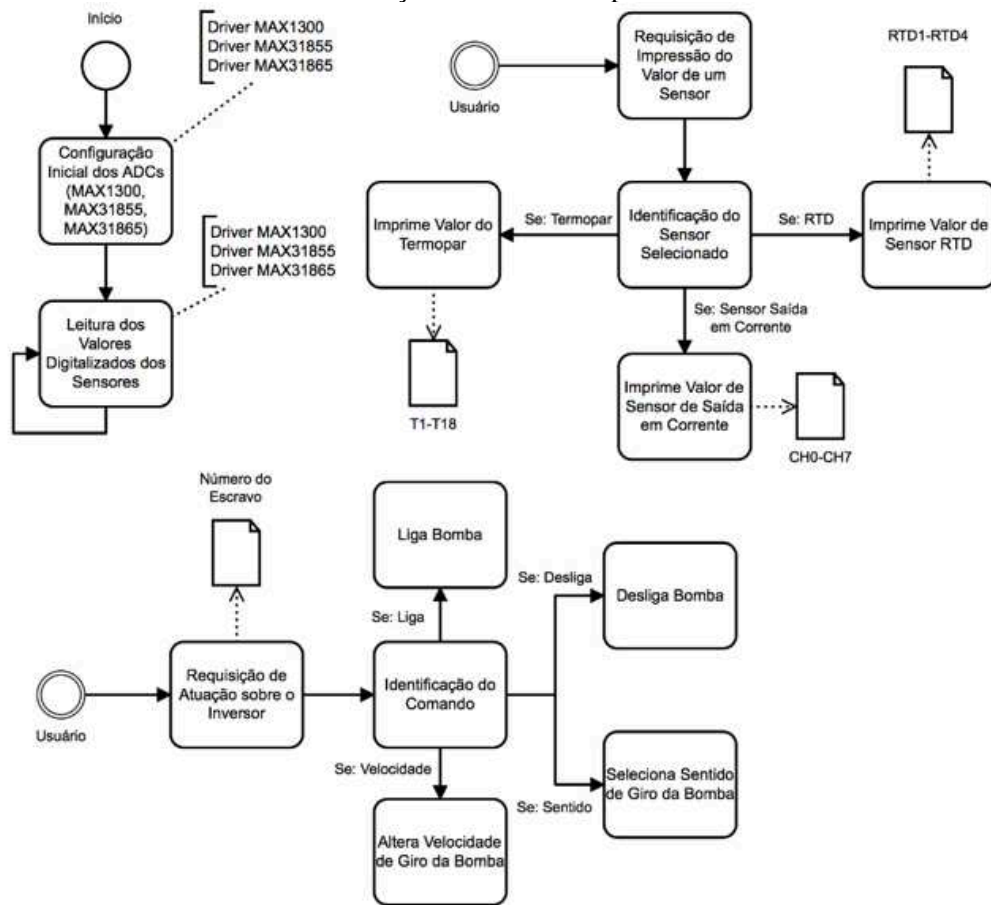 Início
Driver MAX1300
Driver MAX31855
Driver MAX31865
Configuração
Inicial dos ADCs
(MAX1300,
MAX31855,
MAX31865)
Driver MAX1300
Driver MAX31855
Driver MAX31865
Leitura dos
Valores
Digitalizados dos
Sensores
Usuário
Requisição de
Impressão do
Valor de um
Sensor
RTD1-RTD4
Imprime Valor do
Termopar
Se: Termopar
Identificação do
Sensor
Selecionado
Se: RTD
Imprime Valor de
Sensor RTD
Se: Sensor Saída
em Corrente
T1-T18
Imprime Valor de
Sensor de Saída
em Corrente
CH0-CH7
Número do
Escravo
Liga Bomba
Se: Liga
Se: Desliga
Desliga Bomba
Usuário
Requisição de
Atuação sobre o
Inversor
Identificação do
Comando
Se: Velocidade
Altera Velocidade
de Giro da Bomba
Se: Sentido
Seleciona Sentido
de Giro da Bomba